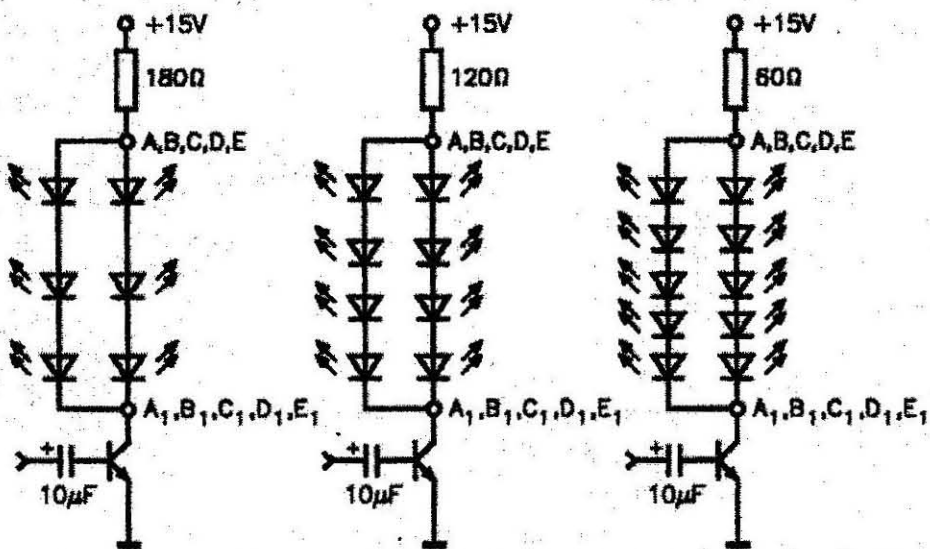 +15V
180Ω
A,B,C,D,E
A1,B1,C1,D1,E1
+
10µF
+15V
120Ω
A,B,C,D,E
A1,B1,C1,D1,E1
+
10µF
+15V
60Ω
A,B,C,D,E
A1,B1,C1,D1,E1
+
10µF